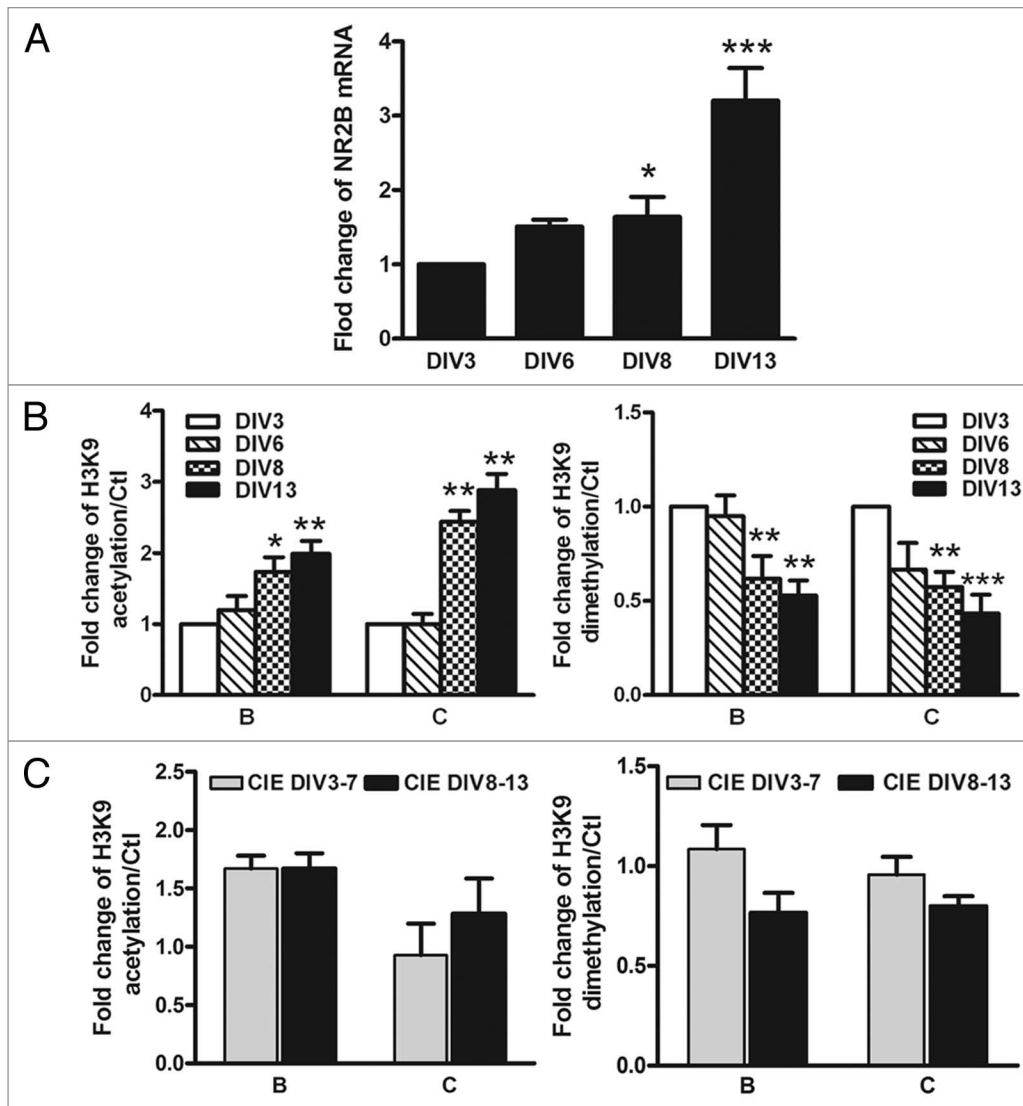 A
Flod change of NR2B mRNA
4
3
2
1
0
*
***
DIV3 DIV6 DIV8 DIV13
B
Fold change of H3K9
acetylation/Ctl
4
3
2
1
0
DIV3
DIV6
DIV8
DIV13
* **
** **
B C
Fold change of H3K9
dimethylation/Ctl
1.5
1.0
0.5
0.0
DIV3
DIV6
DIV8
DIV13
** **
** ***
B C
C
Fold change of H3K9
acetylation/Ctl
2.5
2.0
1.5
1.0
0.5
0.0
CIE DIV3-7 CIE DIV8-13
B C
Fold change of H3K9
dimethylation/Ctl
1.5
1.0
0.5
0.0
CIE DIV3-7 CIE DIV8-13
B C